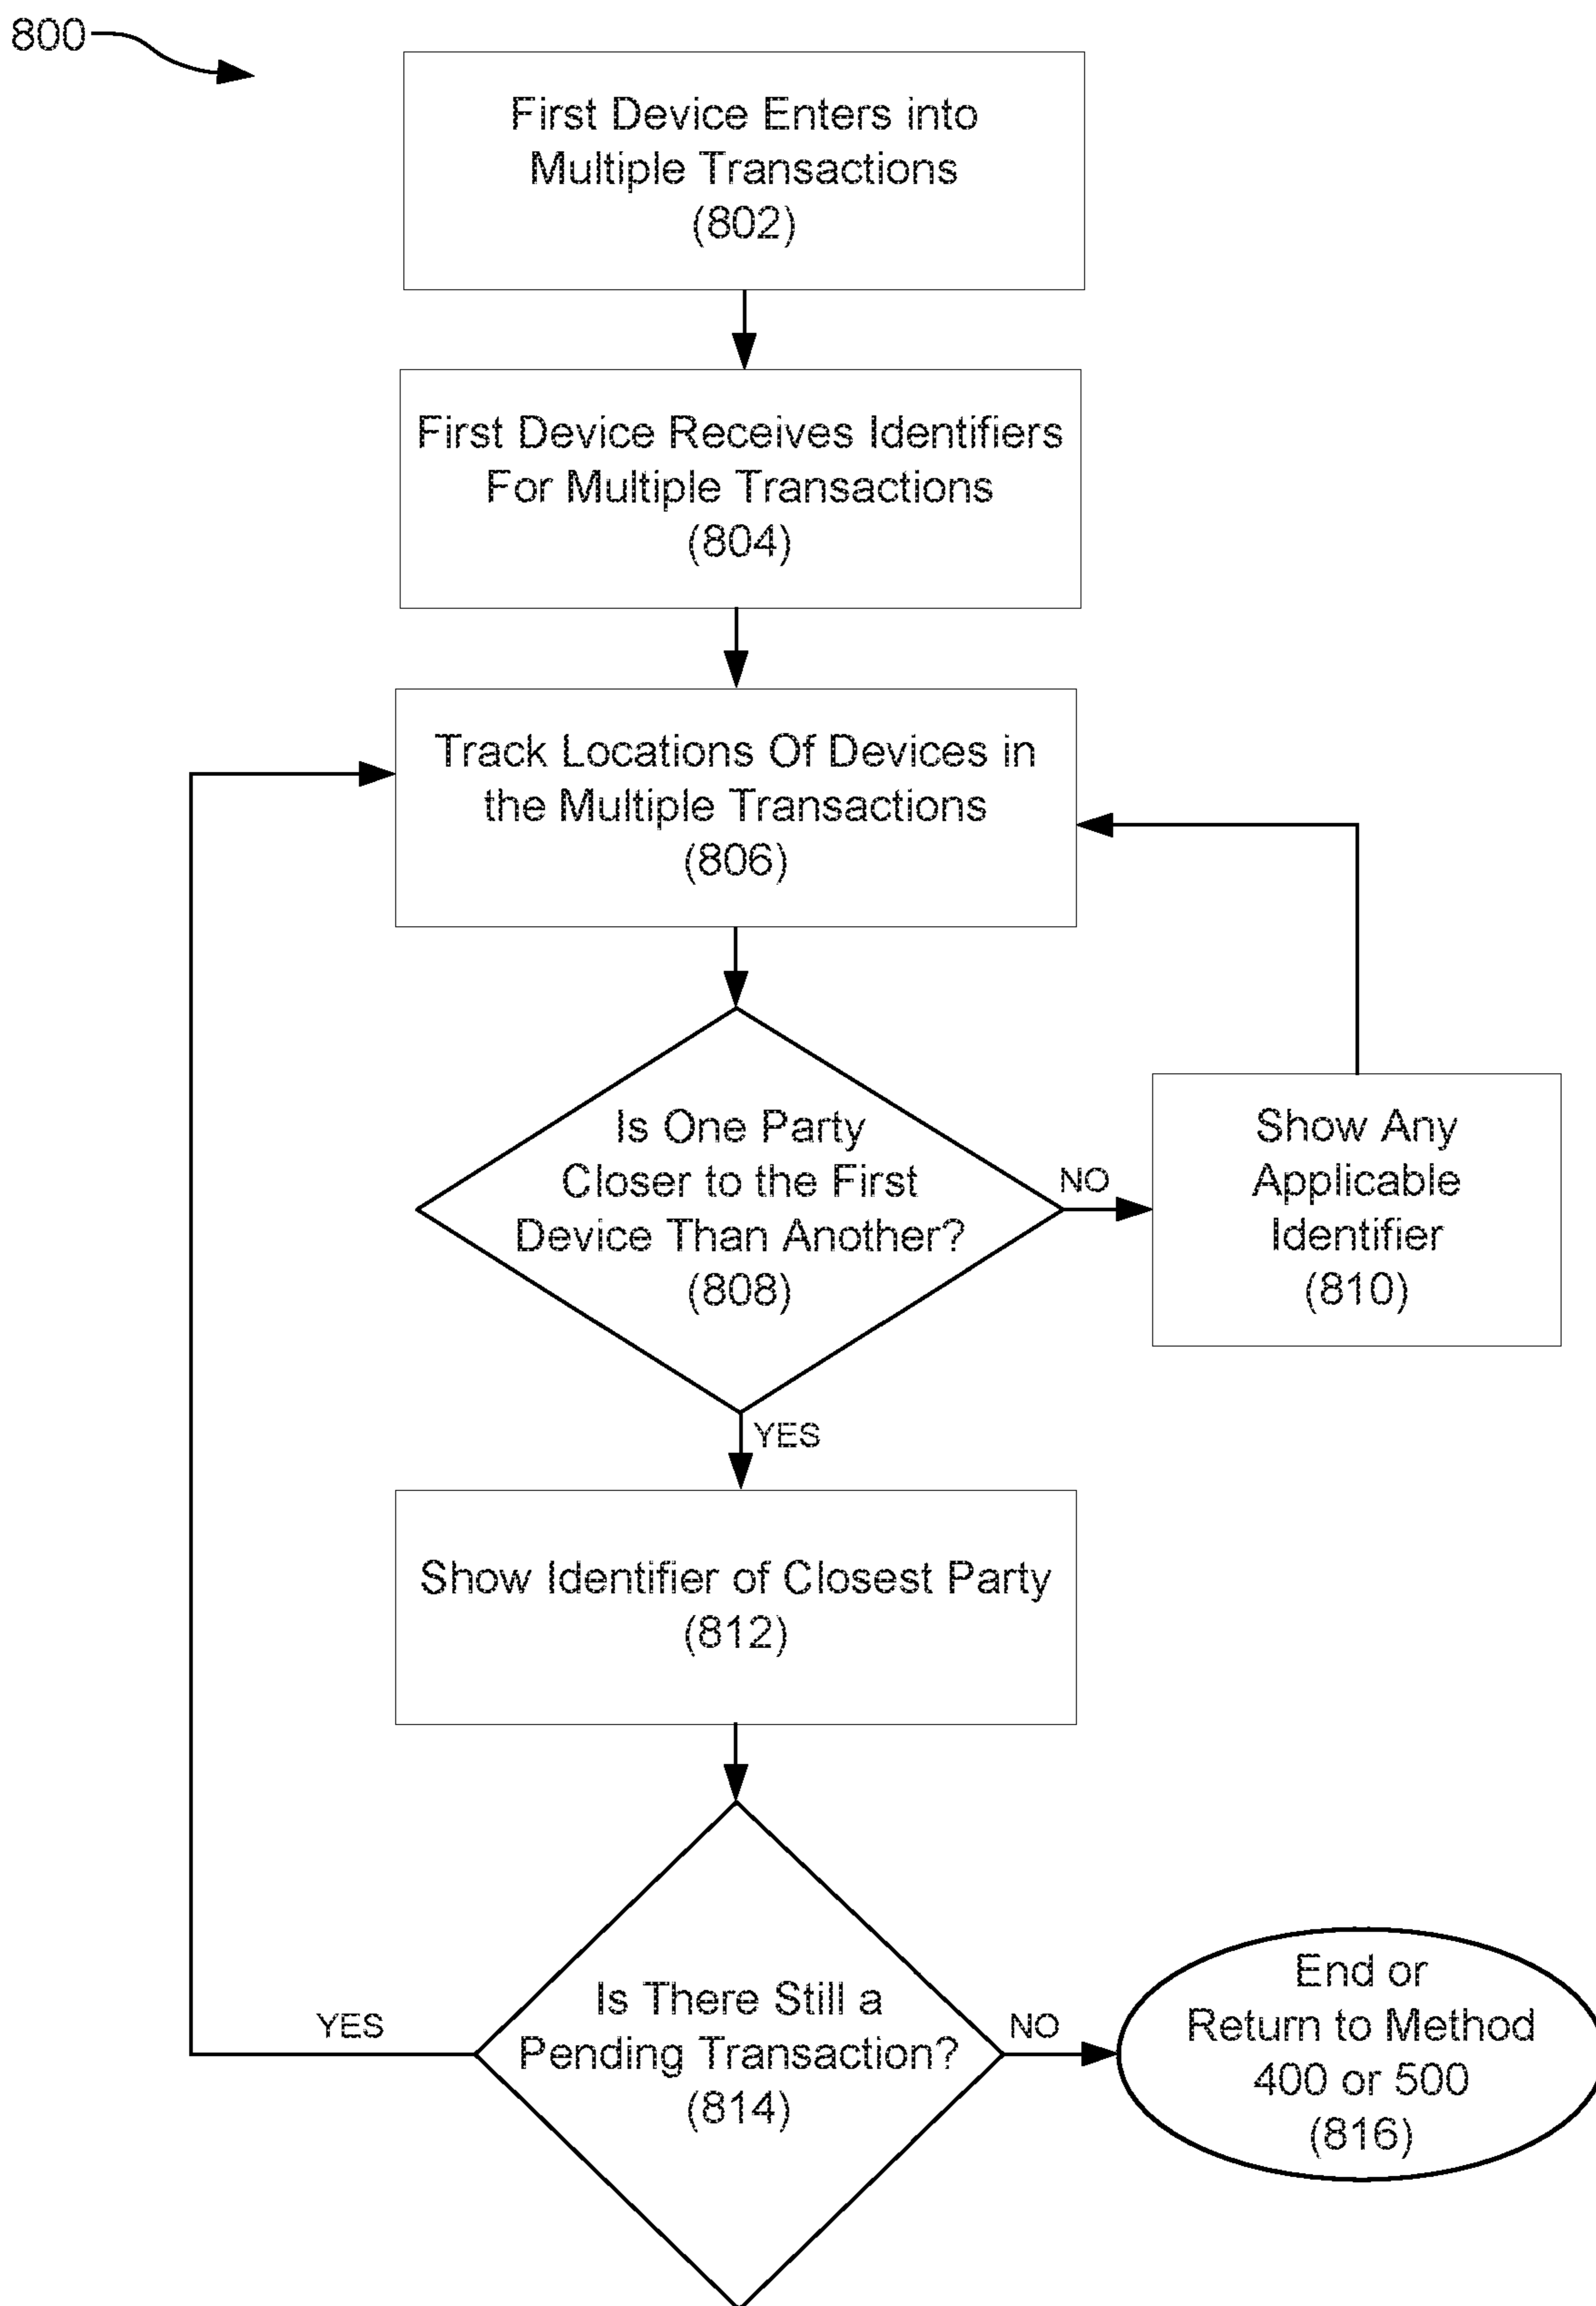 800
First Device Enters into
Multiple Transactions
(802)
First Device Receives Identifiers
For Multiple Transactions
(804)
Track Locations Of Devices in
the Multiple Transactions
(806)
Is One Party
Closer to the First
Device Than Another?
(808)
NO
Show Any
Applicable
Identifier
(810)
YES
Show Identifier of Closest Party
(812)
Is There Still a
Pending Transaction?
(814)
YES
NO
End or
Return to Method
400 or 500
(816)